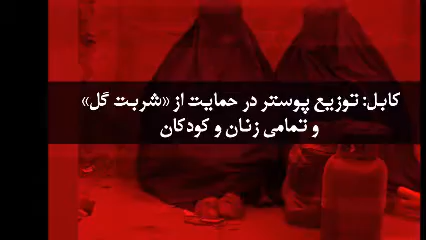 کابل: توزیع پوستر در حمایت از «شربت گل»
و تمامی زنان و کودکان